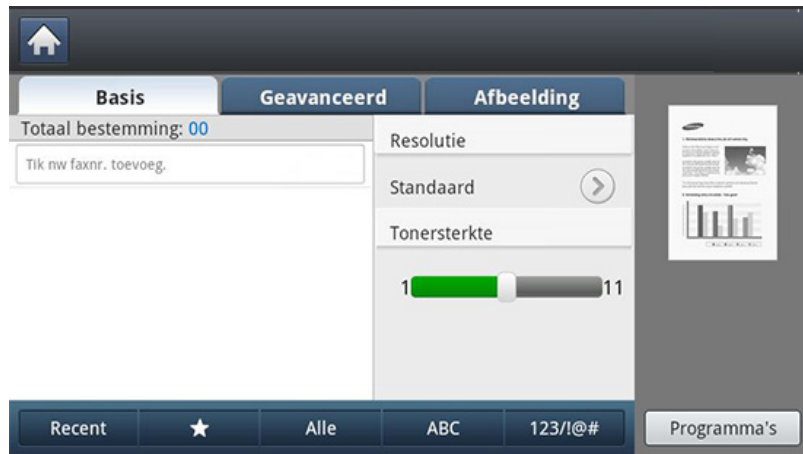 Basis
Geavanceerd
Afbeelding
Totaal bestemming: 00
Tik nw faxnr. toevoeg.
Resolutie
Standaard
Tonersterkte
1
11
Recent
★
Alle
ABC
123/!@#
Programma's